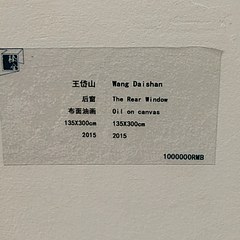 王岱山 Wang Daishan
后窗 The Rear Window
布面油画 Oil on canvas
135X300cm 135X300cm
2015 2015
1000000RMB